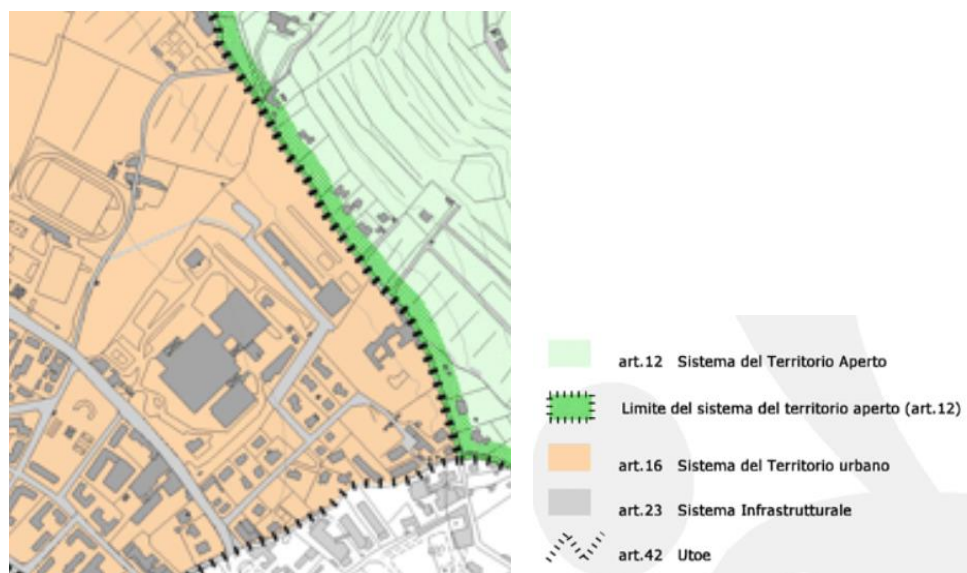 art.12 Sistema del Territorio Aperto
Limite del sistema del territorio aperto (art.12)
art.16 Sistema del Territorio urbano
art.23 Sistema Infrastrutturale
art.42 Utoe